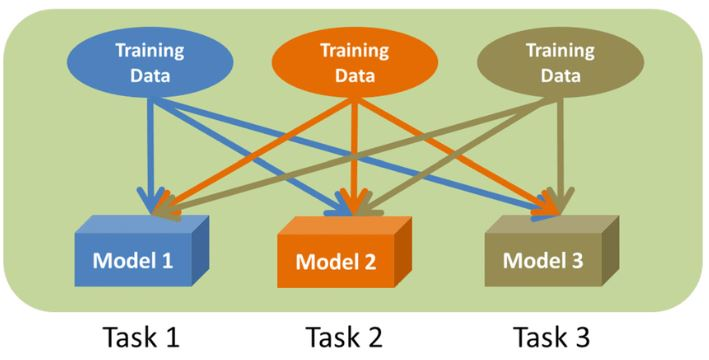 Training
Data
Training
Data
Training
Data
Model 1
Model 2
Model 3
Task 1
Task 2
Task 3